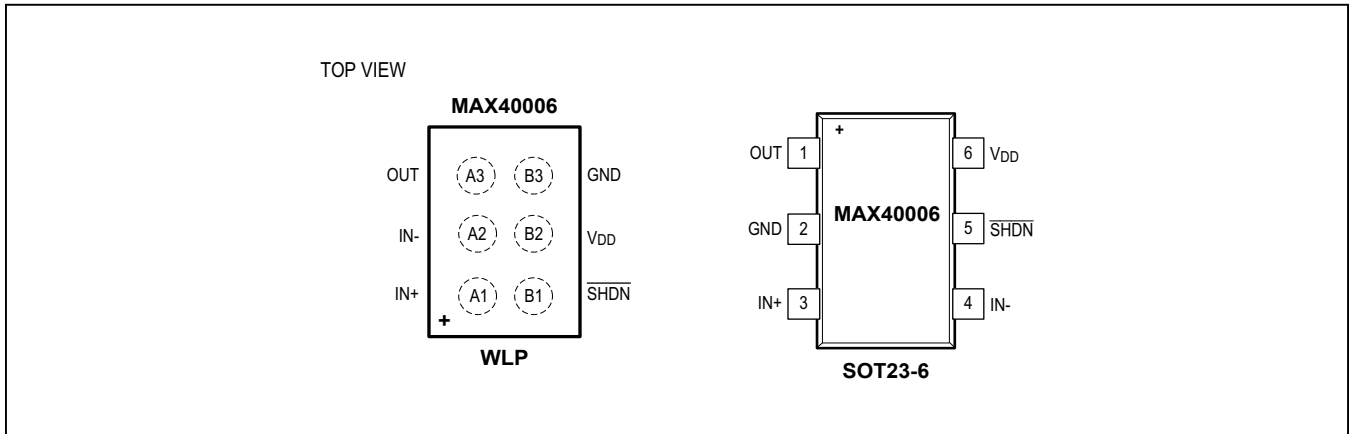 TOP VIEW
MAX40006
OUT A3 B3 GND
IN- A2 B2 VDD
IN+ A1 B1 SHDN
+
WLP
+
OUT 1 6 VDD
MAX40006
GND 2 5 SHDN
IN+ 3 4 IN-
SOT23-6